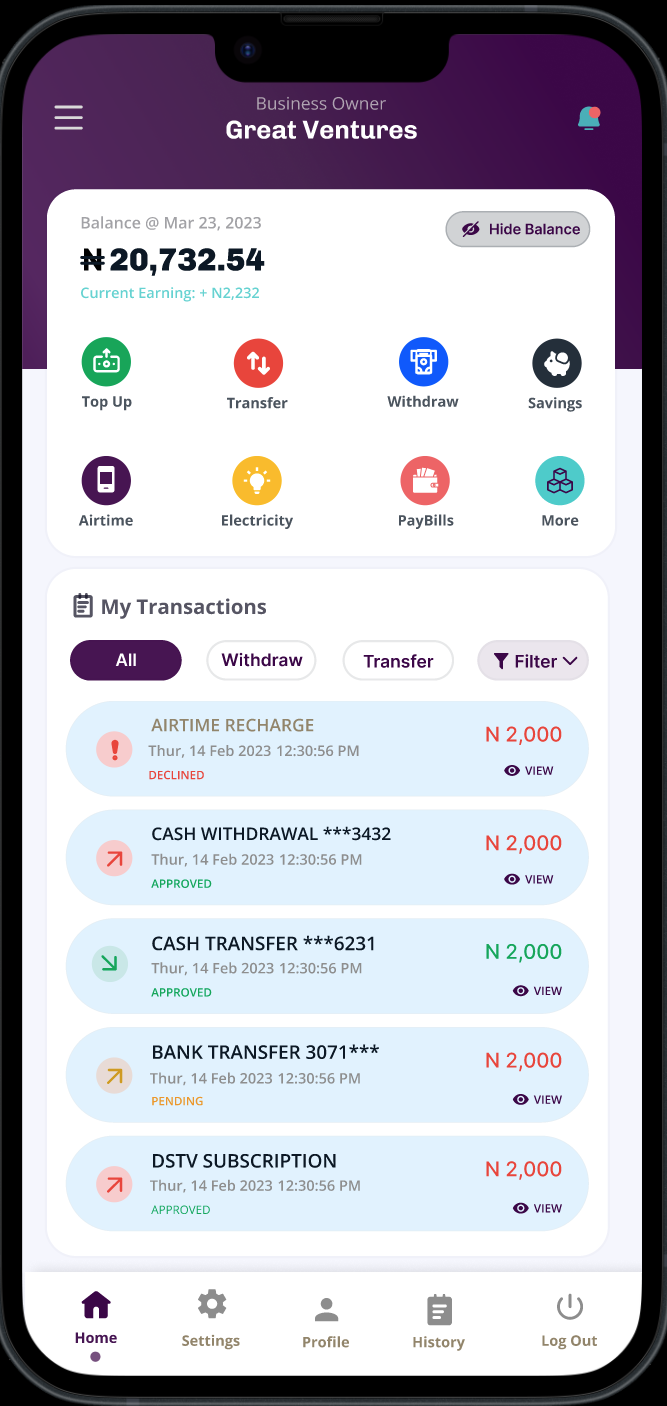 Business Owner
Great Ventures
Balance @ Mar 23, 2023
₦ 20,732.54
Hide Balance
Current Earning: + N2,232
Top Up
Transfer
Withdraw
Savings
Airtime
Electricity
PayBills
More
My Transactions
All
Withdraw
Transfer
Filter
AIRTIME RECHARGE
N 2,000
Thur, 14 Feb 2023 12:30:56 PM
DECLINED
VIEW
CASH WITHDRAWAL ***3432
N 2,000
Thur, 14 Feb 2023 12:30:56 PM
APPROVED
VIEW
CASH TRANSFER ***6231
N 2,000
Thur, 14 Feb 2023 12:30:56 PM
APPROVED
VIEW
BANK TRANSFER 3071***
N 2,000
Thur, 14 Feb 2023 12:30:56 PM
PENDING
VIEW
DSTV SUBSCRIPTION
N 2,000
Thur, 14 Feb 2023 12:30:56 PM
APPROVED
VIEW
Home
Settings
Profile
History
Log Out